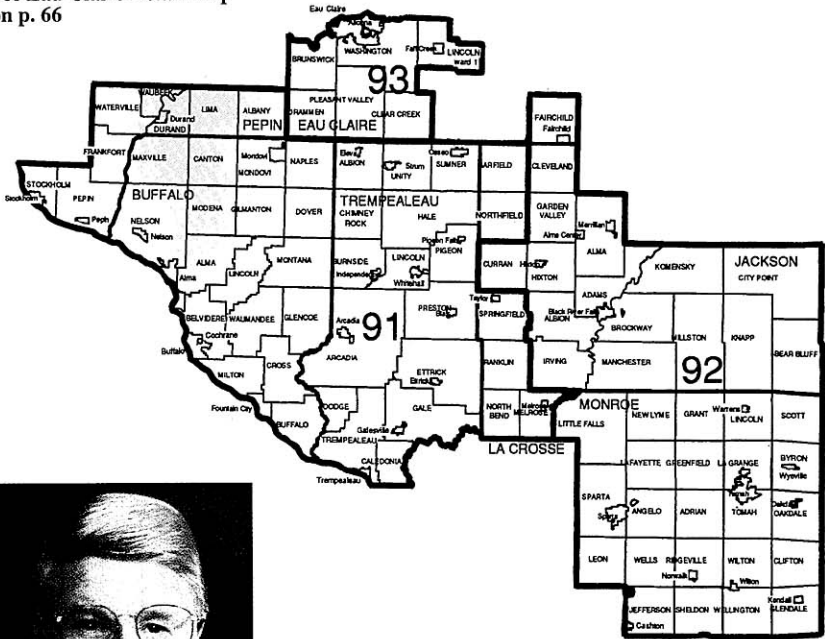 on p. 66
Eau Claire
Altoona
WASHINGTON
Fall Creek
LINCOLN
ward 1
BRUNSWICK
93
PLEASANT VALLEY
DRAMMEN
CLEAR CREEK
PEPIN
EAU CLAIRE
WAUBEEK
WATERVILLE
LIMA
ALBANY
Durand
DURAND
FAIRCHILD
Fairchild
FRANKFORT
MAXVILLE
CANTON
Mondovi
MONDOVI
NAPLES
Eleva
ALBION
Strum
UNITY
Osseo
SUMNER
GARFIELD
CLEVELAND
STOCKHOLM
Stockholm
PEPIN
Pepin
BUFFALO
TREMPEALEAU
NELSON
Nelson
MODENA
GILMANTON
DOVER
CHIMNEY
ROCK
HALE
NORTHFIELD
GARDEN
VALLEY
Merrillan
Alma Center
ALMA
Pigeon Falls
PIGEON
ALMA
Alma
LINCOLN
MONTANA
BURNSIDE
Independence
LINCOLN
Whitehall
CURRAN
Hixton
HIXTON
KOMENSKY
JACKSON
CITY POINT
BELVIDERE
WAUMANDEE
GLENCOE
Cochrane
Buffalo
Arcadia
91
ARCADIA
PRESTON
Blair
Taylor
SPRINGFIELD
ADAMS
Black River Falls
ALBION
BROCKWAY
MILLSTON
KNAPP
BEAR BLUFF
MILTON
CROSS
ETTRICK
Ettrick
FRANKLIN
IRVING
MANCHESTER
92
Fountain City
BUFFALO
DODGE
GALE
Galesville
TREMPEALEAU
CALEDONIA
Trempealeau
NORTH
BEND
Melrose
MELROSE
MONROE
LITTLE FALLS
LA CROSSE
NEW LYME
GRANT
Warrens
LINCOLN
SCOTT
LAFAYETTE
GREENFIELD
LA GRANGE
BYRON
Wyeville
SPARTA
Sparta
ANGELO
ADRIAN
Tomah
TOMAH
Oakdale
OAKDALE
LEON
WELLS
RIDGEVILLE
Norwalk
WILTON
Wilton
CLIFTON
JEFFERSON
SHELDON
WELLINGTON
Kendall
GLENDALE
Cashton